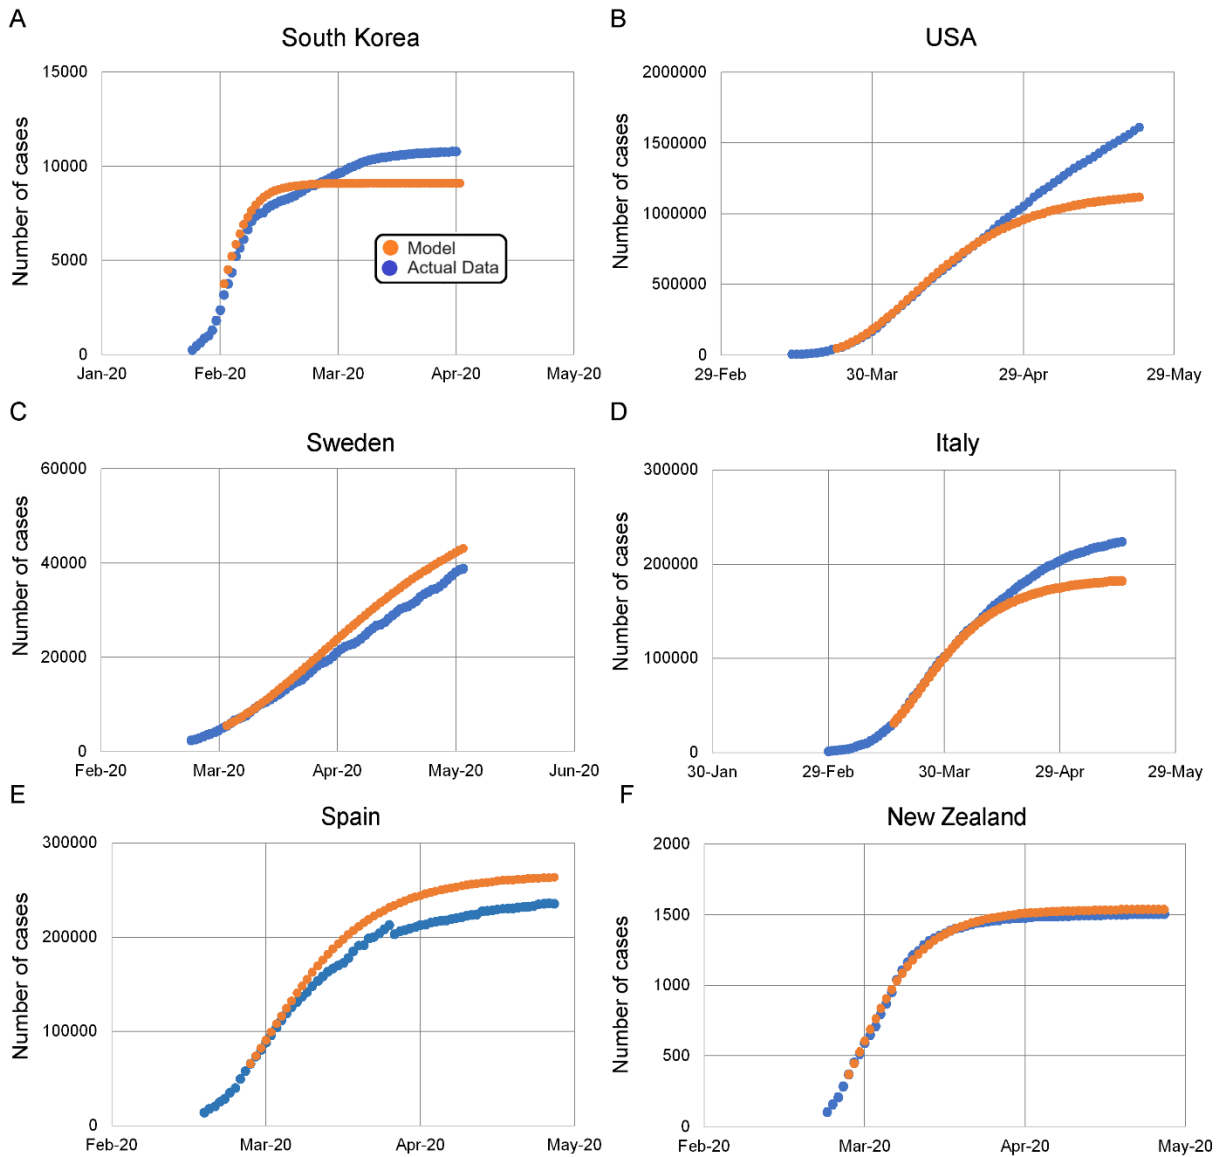 A
South Korea
Number of cases
15000
10000
5000
0
Jan-20 Feb-20 Mar-20 Apr-20 May-20
Model
Actual Data
B
USA
Number of cases
2000000
1500000
1000000
500000
0
29-Feb 30-Mar 29-Apr 29-May
C
Sweden
Number of cases
60000
40000
20000
0
Feb-20 Mar-20 Apr-20 May-20 Jun-20
D
Italy
Number of cases
300000
200000
100000
0
30-Jan 29-Feb 30-Mar 29-Apr 29-May
E
Spain
Number of cases
300000
200000
100000
0
Feb-20 Mar-20 Apr-20 May-20
F
New Zealand
Number of cases
2000
1500
1000
500
0
Feb-20 Mar-20 Apr-20 May-20